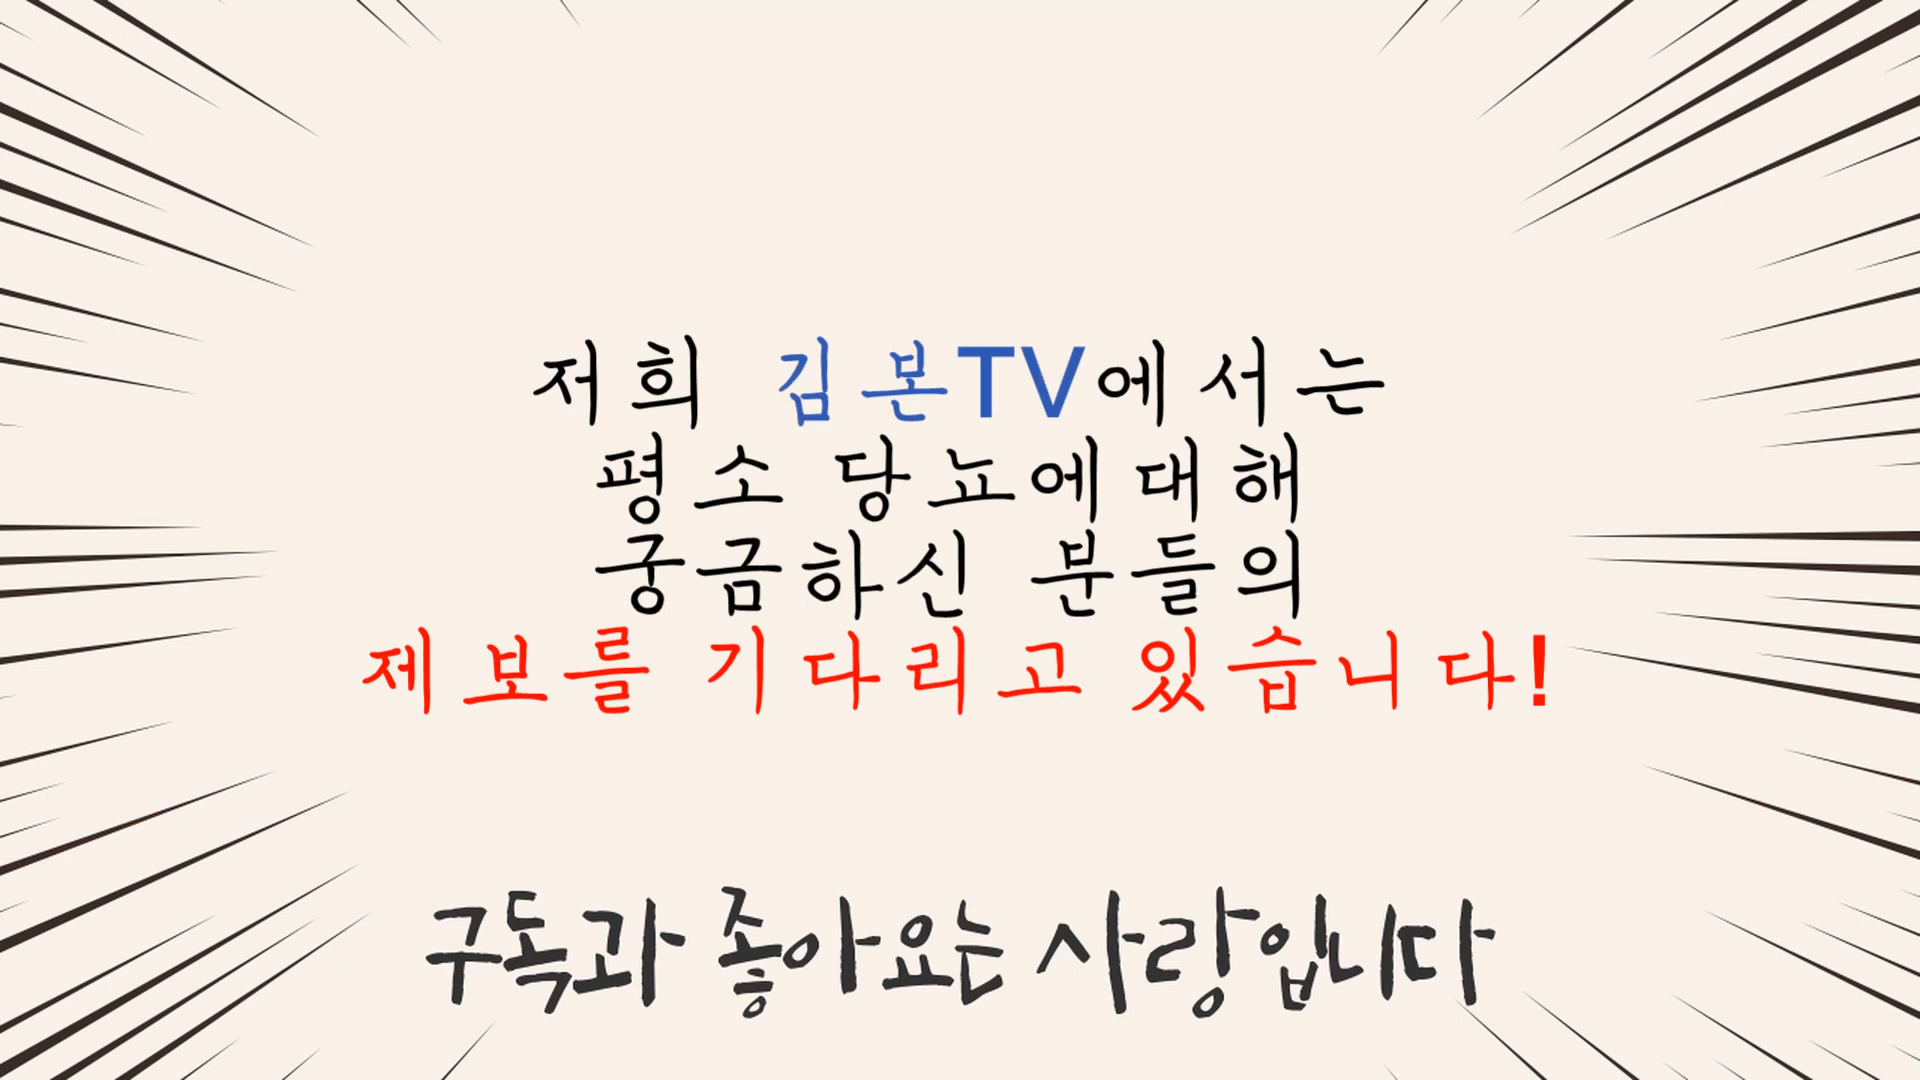 저희 김본TV에서는
평소 당뇨에대해
궁금하신 분들의
제보를 기다리고 있습니다!
구독과 좋아요는 사랑입니다